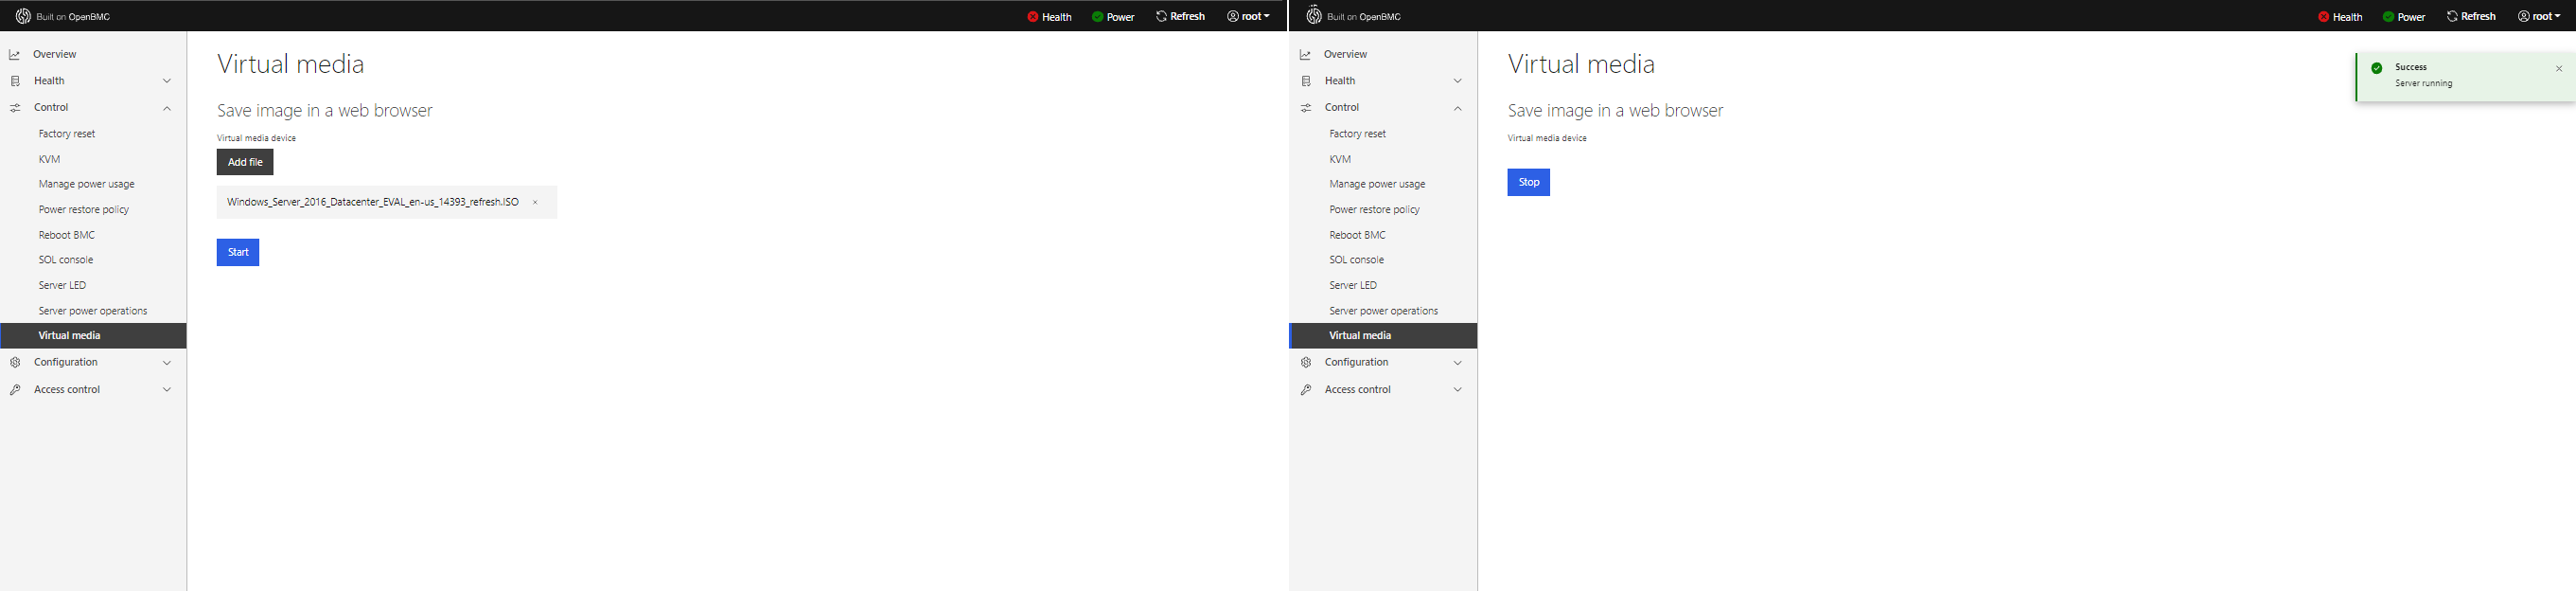 Built on OpenBMC
Health
Power
Refresh
root
Overview
Health
Control
Factory reset
KVM
Manage power usage
Power restore policy
Reboot BMC
SOL console
Server LED
Server power operations
Virtual media
Configuration
Access control
Virtual media
Save image in a web browser
Virtual media device
Add file
Windows_Server_2016_Datacenter_EVAL_en-us_14393_refresh.ISO
Start
Built on OpenBMC
Health
Power
Refresh
root
Overview
Health
Control
Factory reset
KVM
Manage power usage
Power restore policy
Reboot BMC
SOL console
Server LED
Server power operations
Virtual media
Configuration
Access control
Virtual media
Save image in a web browser
Virtual media device
Stop
Success
Server running